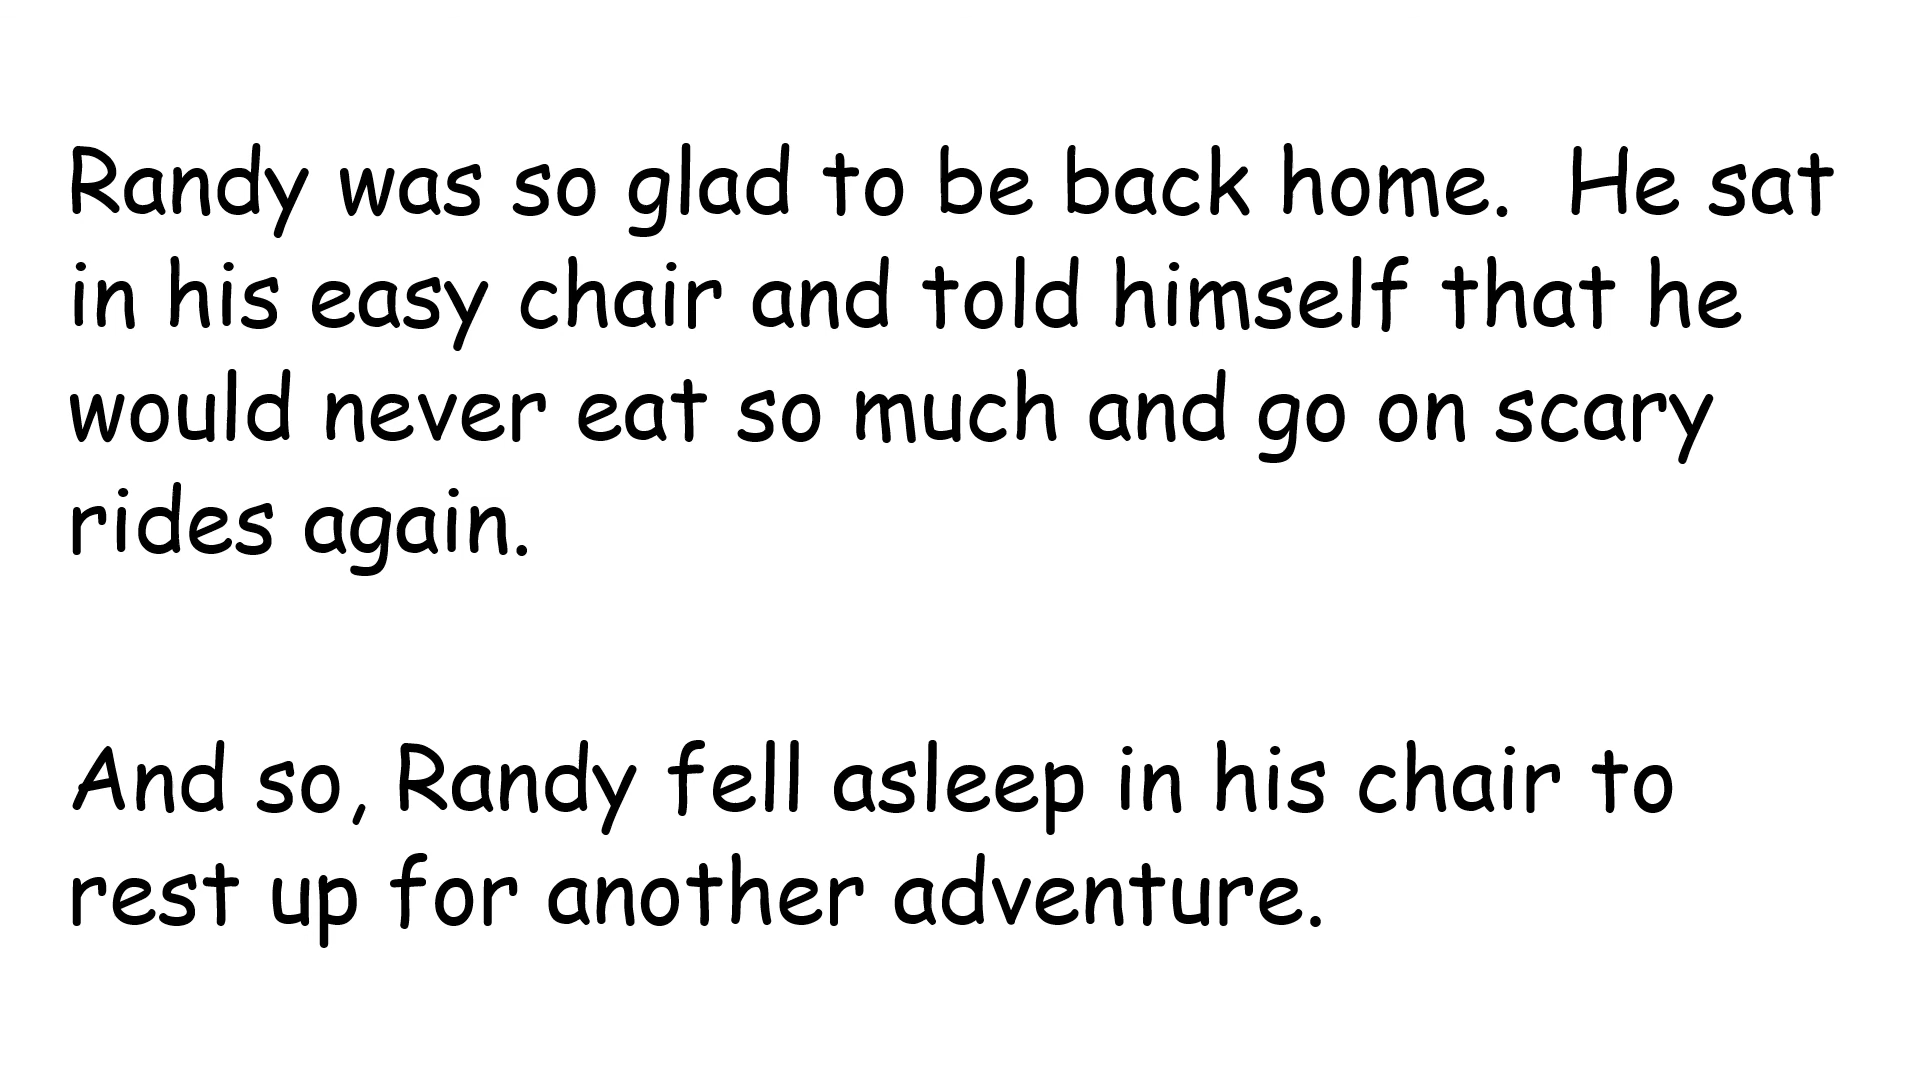 Randy was so glad to be back home.  He sat
in his easy chair and told himself that he
would never eat so much and go on scary
rides again.
And so, Randy fell asleep in his chair to
rest up for another adventure.